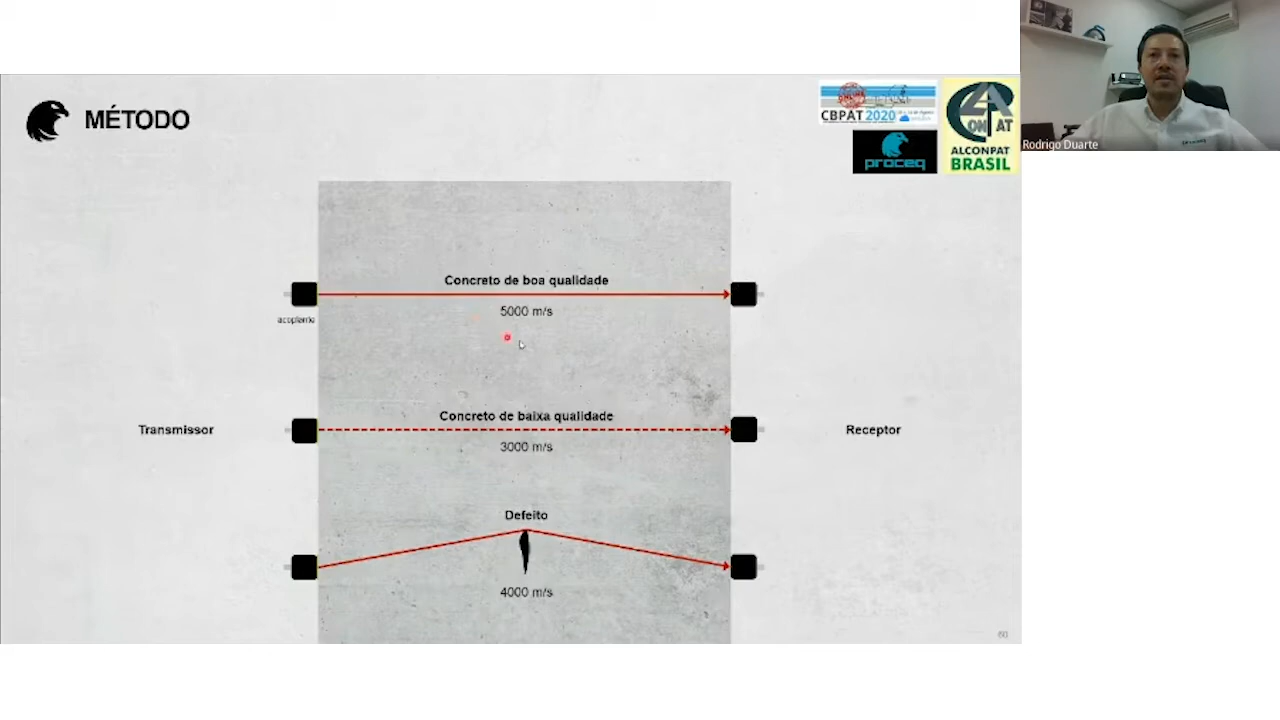 MÉTODO
CBPAT 2020
proceq
ALCONPAT
BRASIL
Rodrigo Duarte
Concreto de boa qualidade
5000 m/s
acoplante
Concreto de baixa qualidade
Transmissor
Receptor
3000 m/s
Defeito
4000 m/s
60